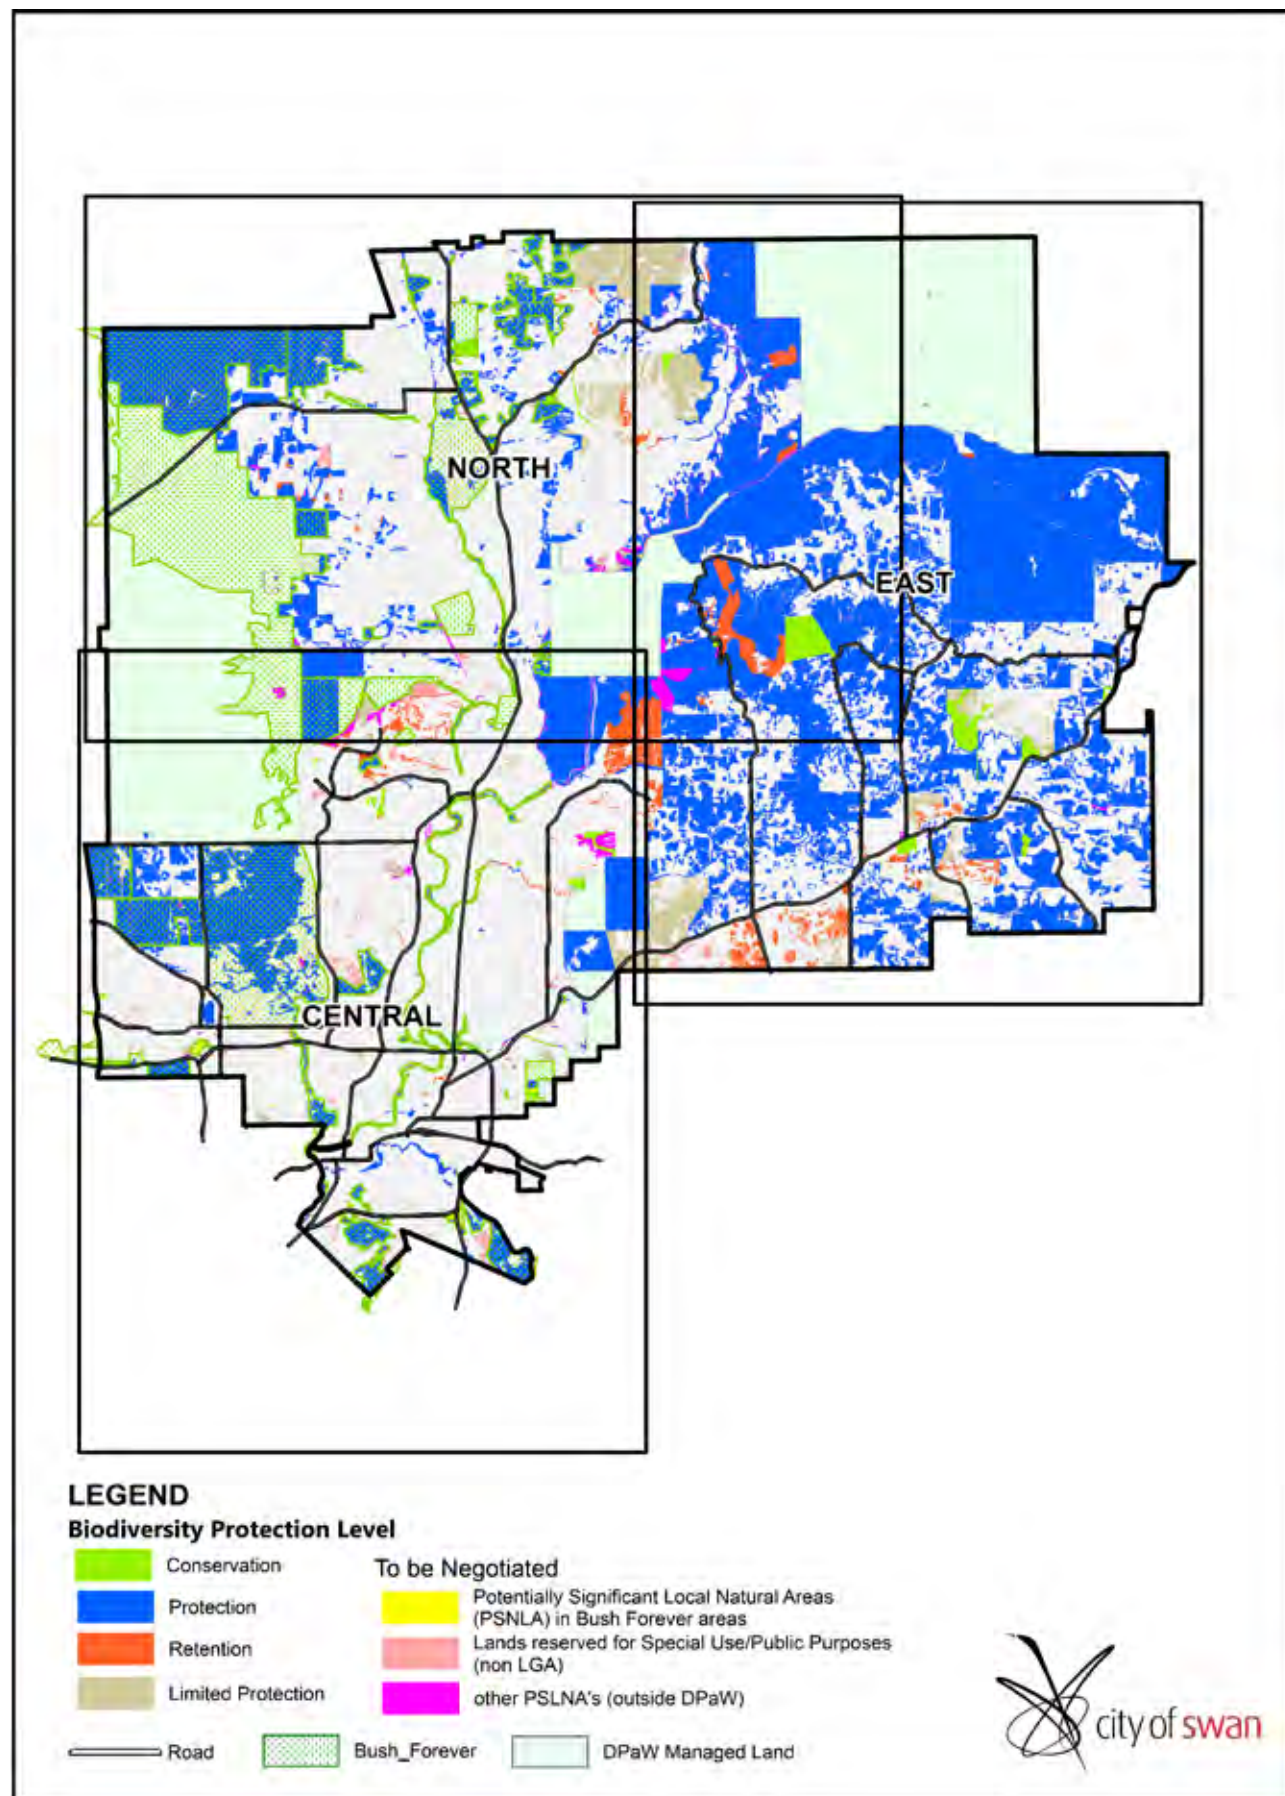 NORTH
EAST
CENTRAL
LEGEND
Biodiversity Protection Level
Conservation
Protection
Retention
Limited Protection
To be Negotiated
Potentially Significant Local Natural Areas
(PSNLA) in Bush Forever areas
Lands reserved for Special Use/Public Purposes
(non LGA)
other PSLNA's (outside DPaW)
Road
Bush_Forever
DPaW Managed Land
city of swan